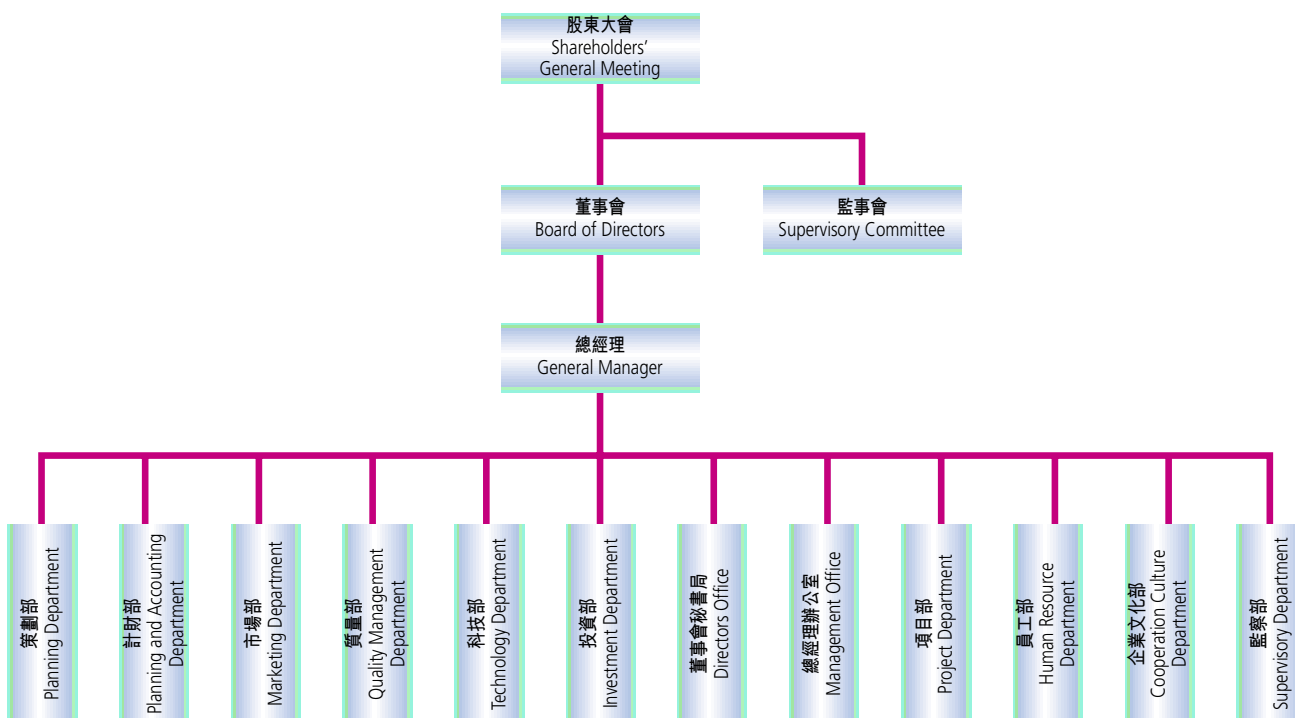 股東大會
Shareholders'
General Meeting
董事會
Board of Directors
監事會
Supervisory Committee
總經理
General Manager
策劃部
Planning Department
計財部
Planning and Accounting
Department
市場部
Marketing Department
質量部
Quality Management
Department
科技部
Technology Department
投資部
Investment Department
董事會秘書局
Directors Office
總經理辦公室
Management Office
項目部
Project Department
員工部
Human Resource
Department
企業文化部
Cooperation Culture
Department
監察部
Supervisory Department